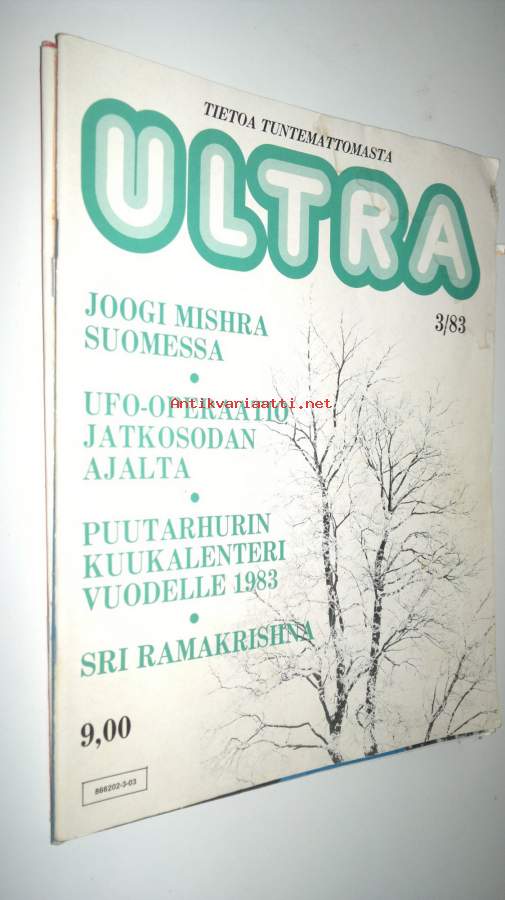 TIETOA TUNTEMATTOMASTA
ULTRA
3/83
JOOGI MISHRA
SUOMESSA
•
UFO-OPERAATIO
Antikvariaatti.net
JATKOSODAN
AJALTA
•
PUUTARHURIN
KUUKALENTERI
VUODELLE 1983
•
SRI RAMAKRISHNA
9,00
866202-3-03